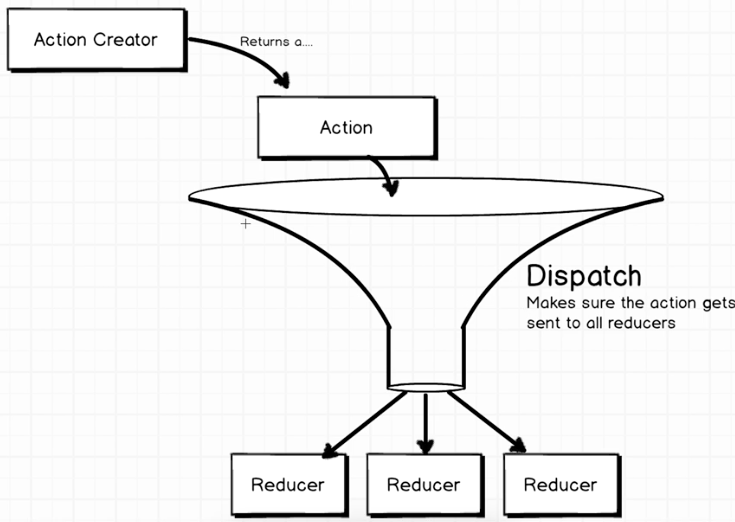 Action Creator
Returns a....
Action
Dispatch
Makes sure the action gets
sent to all reducers
Reducer
Reducer
Reducer